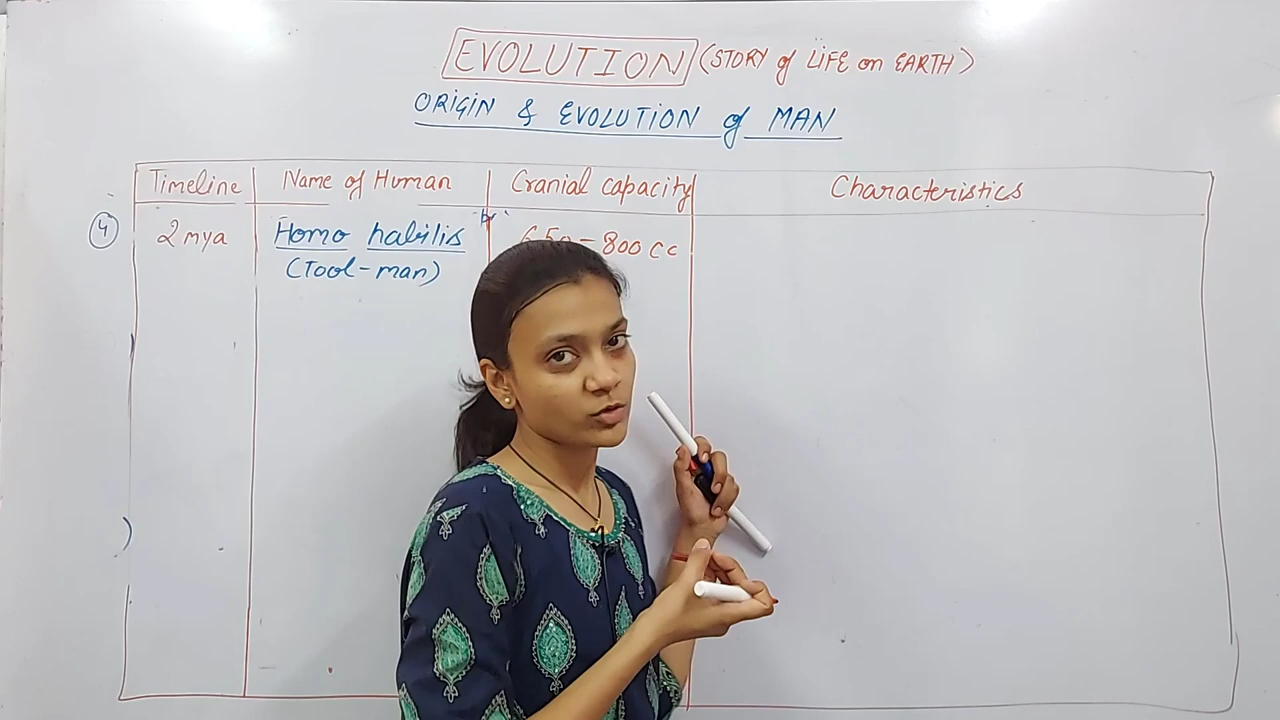 EVOLUTION (STORY of LIFE on EARTH)
ORIGIN & EVOLUTION of MAN
Timeline Name of Human Cranial capacity Characteristics
4 2 mya Homo habilis 650 - 800 cc
(Tool-man)